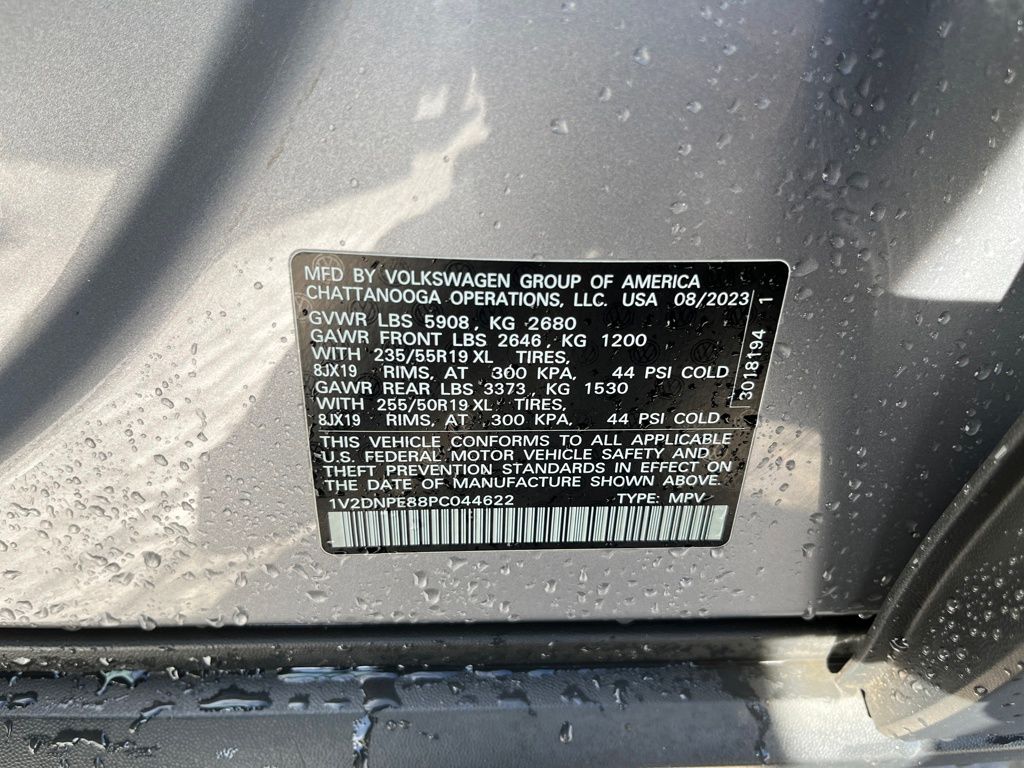 MFD BY VOLKSWAGEN GROUP OF AMERICA
CHATTANOOGA OPERATIONS, LLC. USA 08/2023
GVWR LBS 5908, KG 2680
GAWR FRONT LBS 2646, KG 1200
WITH 235/55R19 XL TIRES,
8JX19 RIMS, AT 300 KPA, 44 PSI COLD
GAWR REAR LBS 3373, KG 1530
WITH 255/50R19 XL TIRES,
8JX19 RIMS, AT 300 KPA, 44 PSI COLD
3018194 1
THIS VEHICLE CONFORMS TO ALL APPLICABLE
U.S. FEDERAL MOTOR VEHICLE SAFETY AND
THEFT PREVENTION STANDARDS IN EFFECT ON
THE DATE OF MANUFACTURE SHOWN ABOVE.
1V2DNPE88PC044622 TYPE: MPV